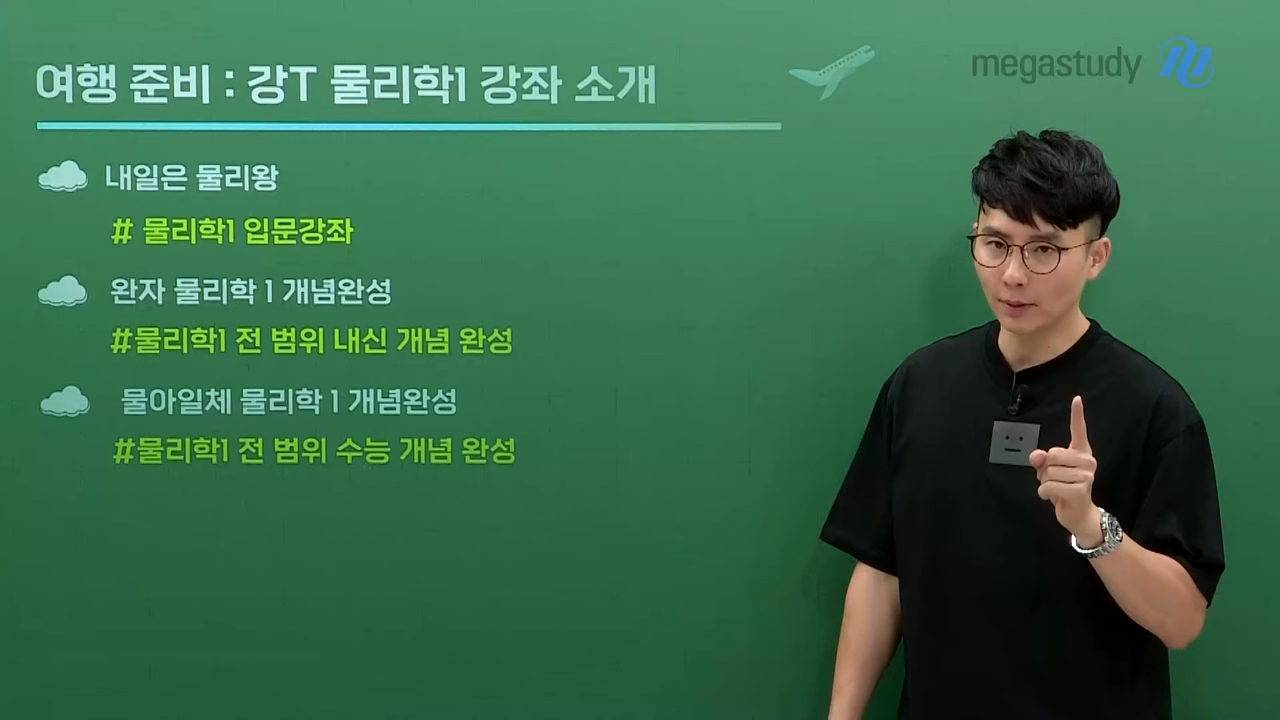 여행 준비 : 강T 물리학1 강좌 소개
megastudy
내일은 물리왕
# 물리학1 입문강좌
완자 물리학 1 개념완성
#물리학1 전 범위 내신 개념 완성
물아일체 물리학 1 개념완성
#물리학1 전 범위 수능 개념 완성